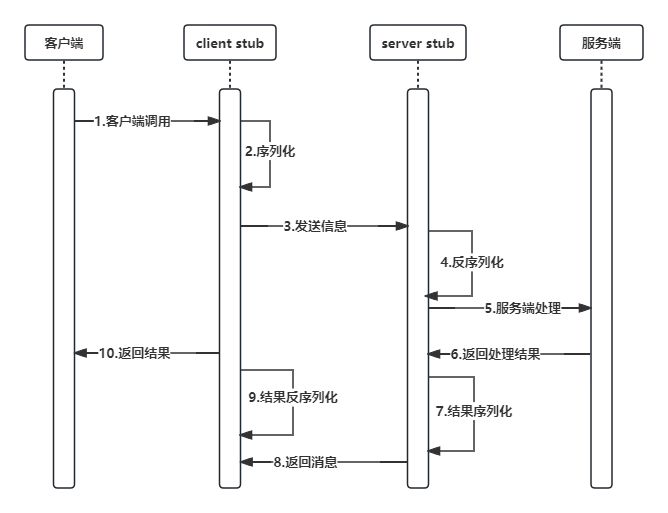 客户端
client stub
server stub
服务端
1.客户端调用
2.序列化
3.发送信息
4.反序列化
5.服务端处理
10.返回结果
6.返回处理结果
9.结果反序列化
7.结果序列化
8.返回消息